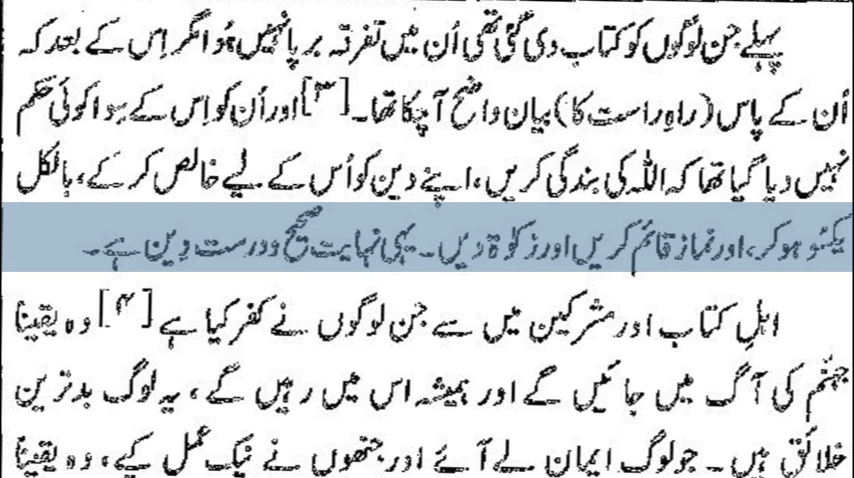 پہلے جن لوگوں کو کتاب دی گئی تھی اُن میں تفرقہ برپا نہیں ہُوا مگر اِس کے بعد کہ
اُن کے پاس (راہِ راست کا) بیان واضح آ چکا تھا۔[۳] اور اُن کو اِس کے سِوا کوئی حکم
نہیں دیا گیا تھا کہ اللہ کی بندگی کریں، اپنے دین کو اُس کے لیے خالص کر کے، بالکل
یکسُو ہو کر، اور نماز قائم کریں اور زکوٰۃ دیں۔ یہی نہایت صحیح و درست دین ہے۔
اہلِ کتاب اور مشرکین میں سے جن لوگوں نے کفر کیا ہے [۴] وہ یقیناً
جہنّم کی آگ میں جائیں گے اور ہمیشہ اس میں رہیں گے، یہ لوگ بدترین
خلائق ہیں۔ جو لوگ ایمان لے آئے اور جنھوں نے نیک عمل کیے، وہ یقیناً